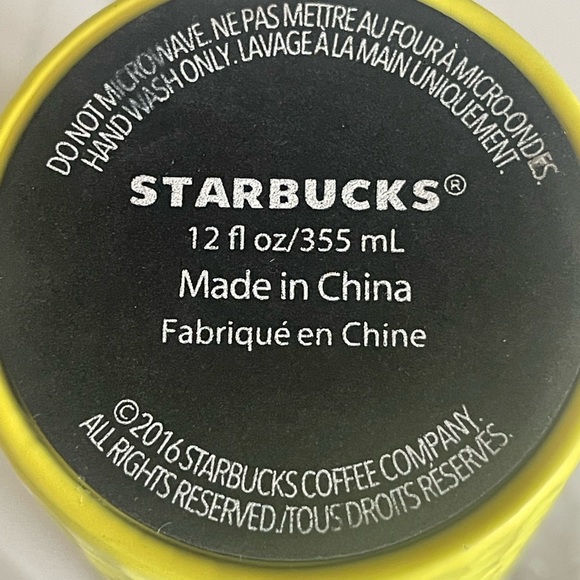 DO NOT MICROWAVE. NE PAS METTRE AU FOUR À MICRO-ONDES.
HAND WASH ONLY. LAVAGE À LA MAIN UNIQUEMENT.
STARBUCKS®
12 fl oz/355 mL
Made in China
Fabriqué en Chine
©2016 STARBUCKS COFFEE COMPANY.
ALL RIGHTS RESERVED./TOUS DROITS RÉSERVÉS.